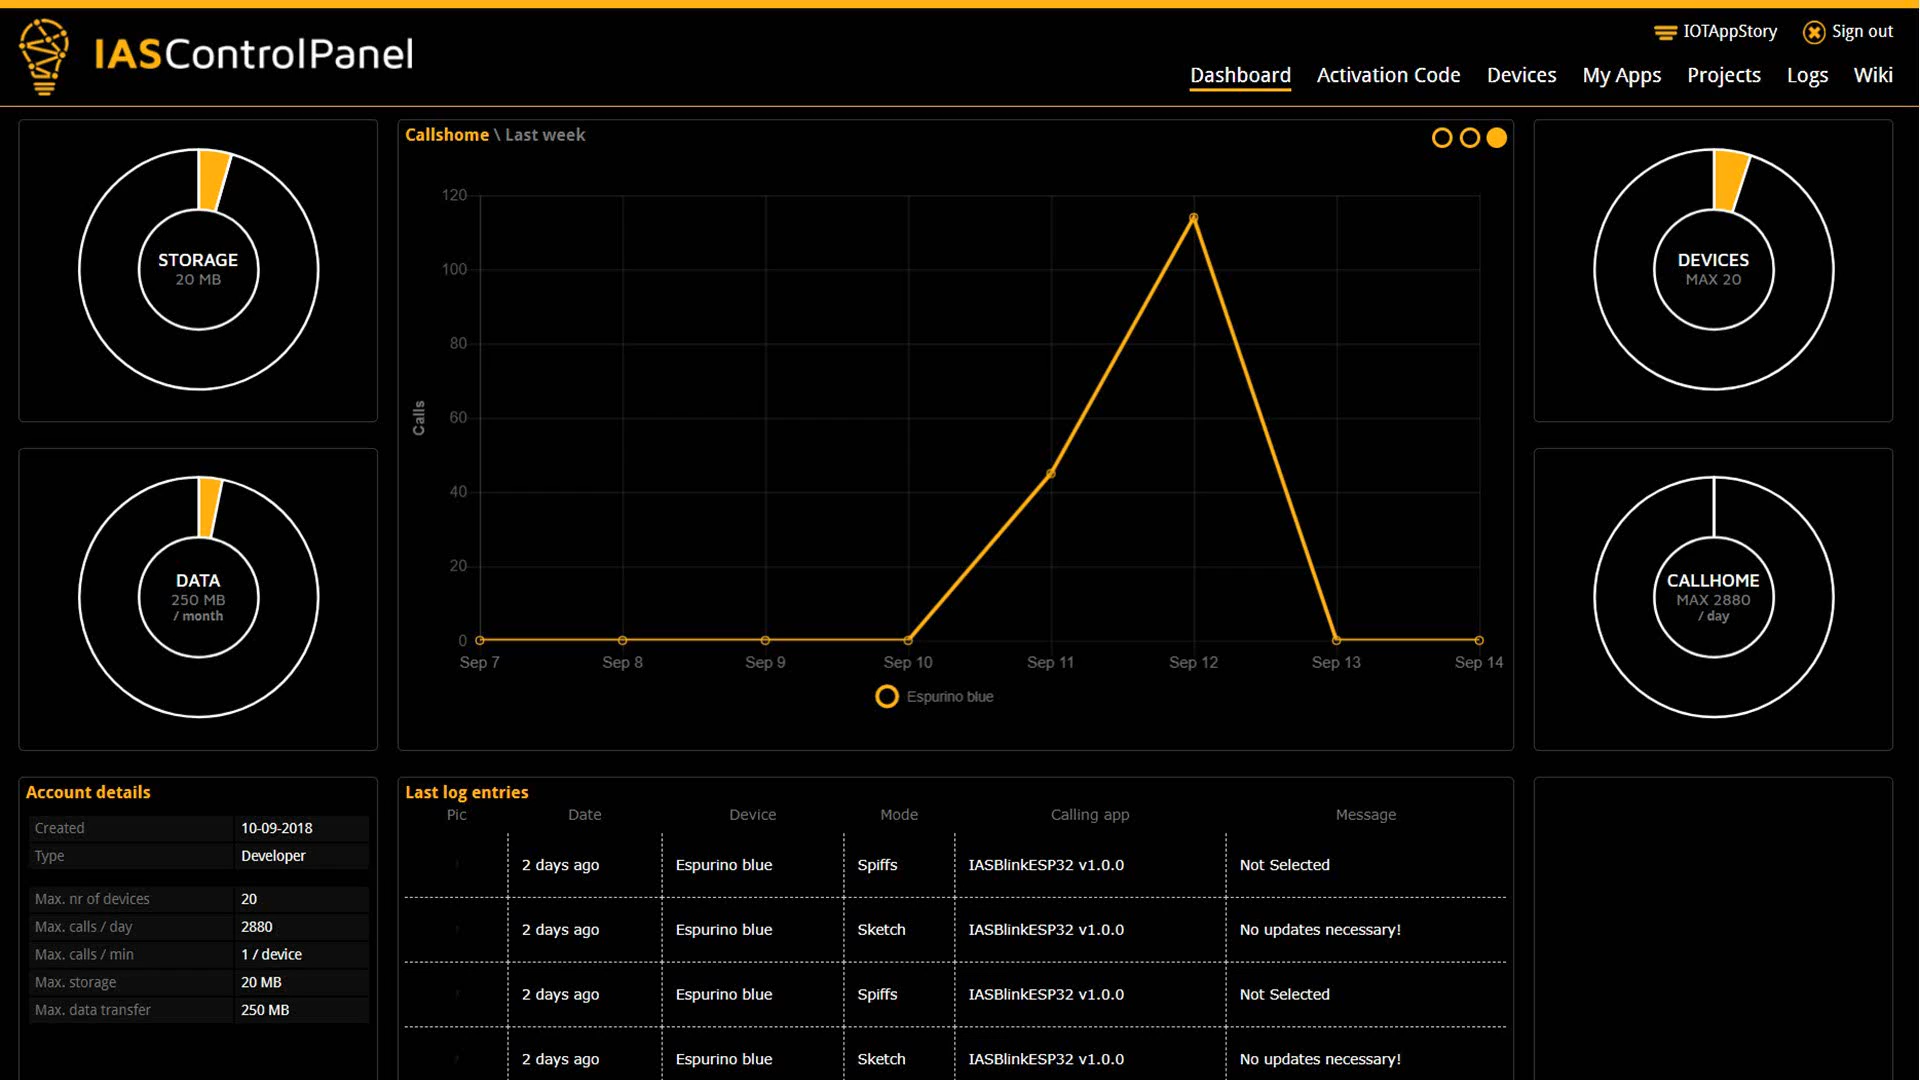 IASControlPanel
IOTAppStory Sign out
Dashboard Activation Code Devices My Apps Projects Logs Wiki
STORAGE
20 MB
DATA
250 MB
/ month
Callshome \ Last week
120
100
80
60
40
20
0
Calls
Sep 7 Sep 8 Sep 9 Sep 10 Sep 11 Sep 12 Sep 13 Sep 14
Espurino blue
DEVICES
MAX 20
CALLHOME
MAX 2880
/ day
Account details
Created 10-09-2018
Type Developer
Max. nr of devices 20
Max. calls / day 2880
Max. calls / min 1 / device
Max. storage 20 MB
Max. data transfer 250 MB
Last log entries
Pic Date Device Mode Calling app Message
2 days ago Espurino blue Spiffs IASBlinkESP32 v1.0.0 Not Selected
2 days ago Espurino blue Sketch IASBlinkESP32 v1.0.0 No updates necessary!
2 days ago Espurino blue Spiffs IASBlinkESP32 v1.0.0 Not Selected
2 days ago Espurino blue Sketch IASBlinkESP32 v1.0.0 No updates necessary!